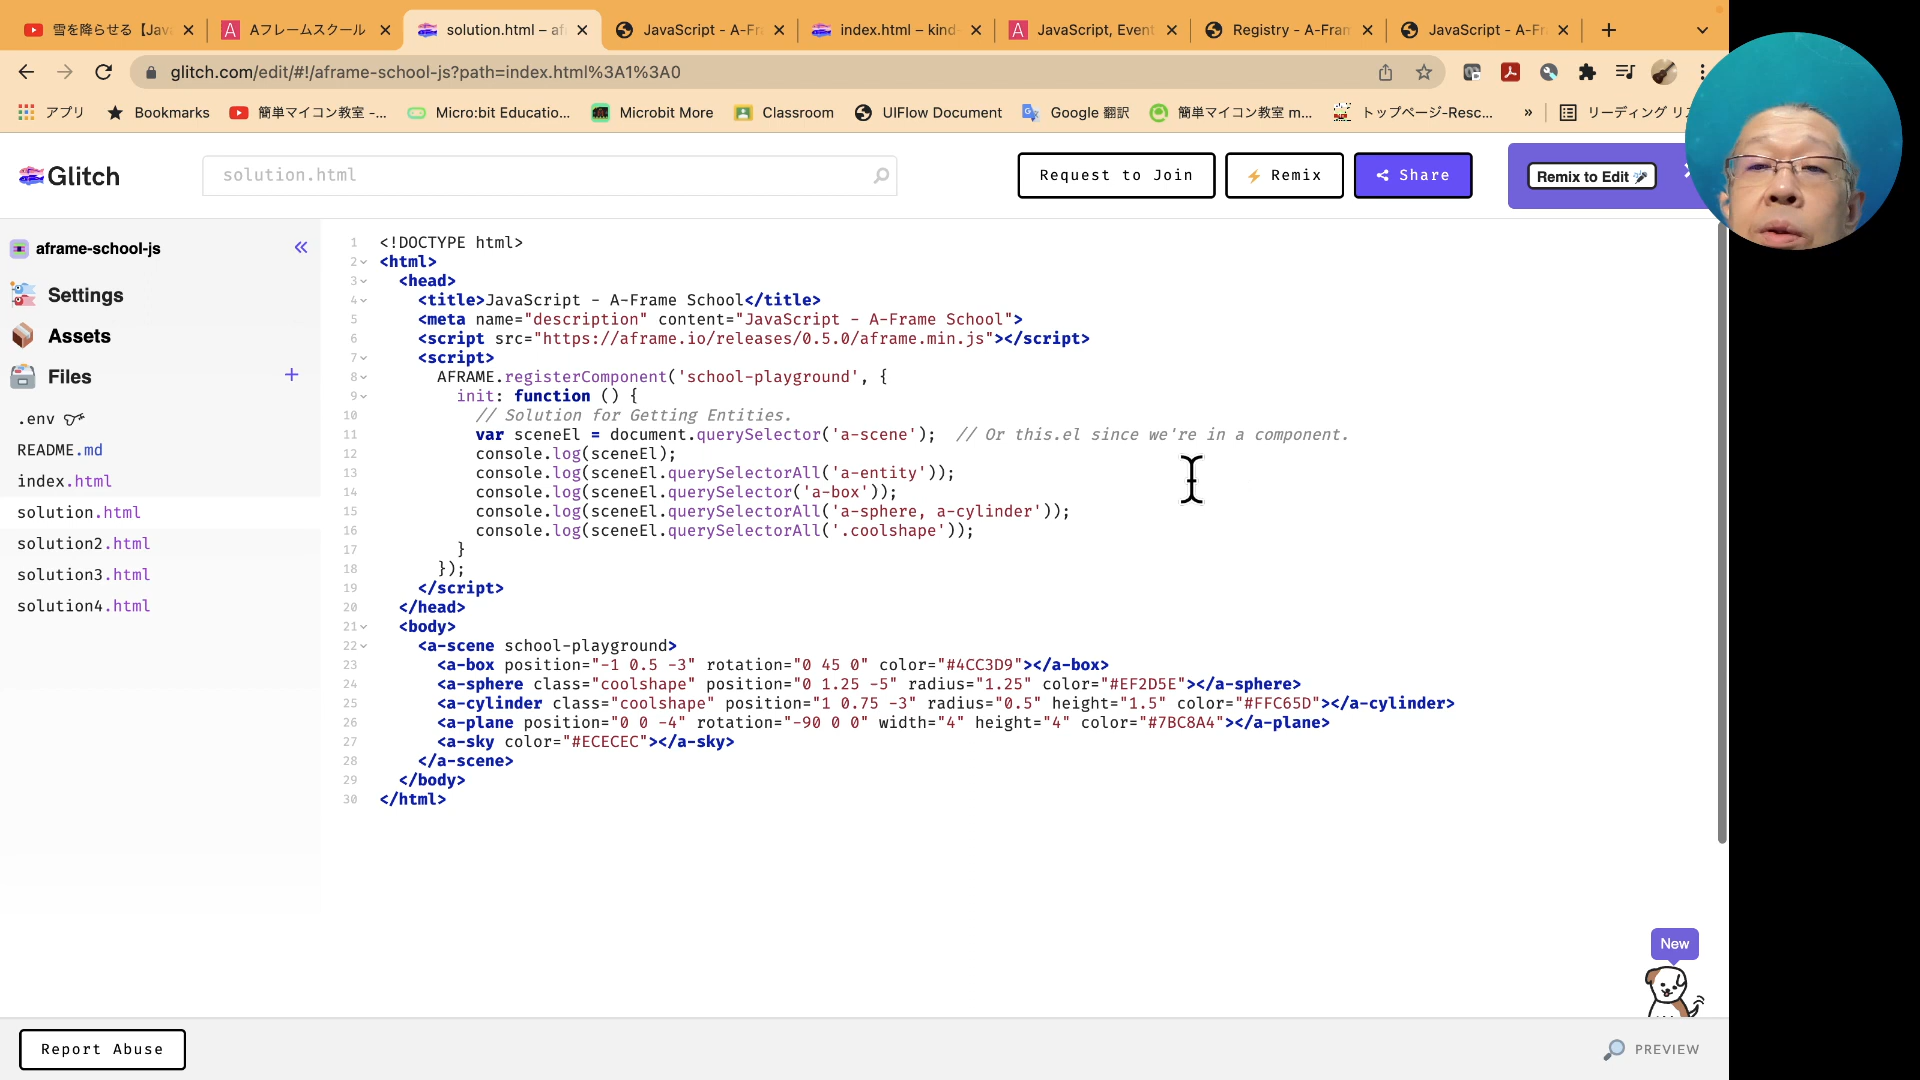 雪を降らせる【Jav
Aフレームスクール
solution.html – af
JavaScript - A-Fr
index.html – kind
JavaScript, Event
Registry - A-Fram
JavaScript - A-Fr
glitch.com/edit/#!/aframe-school-js?path=index.html%3A1%3A0
アプリ
Bookmarks
簡単マイコン教室 -...
Micro:bit Educatio...
Microbit More
Classroom
UIFlow Document
Google 翻訳
簡単マイコン教室 m...
トップページ-Resc...
»
リーディング リ
Glitch
solution.html
Request to Join
Remix
Share
Remix to Edit
aframe-school-js
Settings
Assets
Files
.env
README.md
index.html
solution.html
solution2.html
solution3.html
solution4.html
1 <!DOCTYPE html>
2 <html>
3 <head>
4 <title>JavaScript - A-Frame School</title>
5 <meta name="description" content="JavaScript - A-Frame School">
6 <script src="https://aframe.io/releases/0.5.0/aframe.min.js"></script>
7 <script>
8 AFRAME.registerComponent('school-playground', {
9 init: function () {
10 // Solution for Getting Entities.
11 var sceneEl = document.querySelector('a-scene');  // Or this.el since we're in a component.
12 console.log(sceneEl);
13 console.log(sceneEl.querySelectorAll('a-entity'));
14 console.log(sceneEl.querySelector('a-box'));
15 console.log(sceneEl.querySelectorAll('a-sphere, a-cylinder'));
16 console.log(sceneEl.querySelectorAll('.coolshape'));
17 }
18 });
19 </script>
20 </head>
21 <body>
22 <a-scene school-playground>
23 <a-box position="-1 0.5 -3" rotation="0 45 0" color="#4CC3D9"></a-box>
24 <a-sphere class="coolshape" position="0 1.25 -5" radius="1.25" color="#EF2D5E"></a-sphere>
25 <a-cylinder class="coolshape" position="1 0.75 -3" radius="0.5" height="1.5" color="#FFC65D"></a-cylinder>
26 <a-plane position="0 0 -4" rotation="-90 0 0" width="4" height="4" color="#7BC8A4"></a-plane>
27 <a-sky color="#ECECEC"></a-sky>
28 </a-scene>
29 </body>
30 </html>
New
Report Abuse
PREVIEW